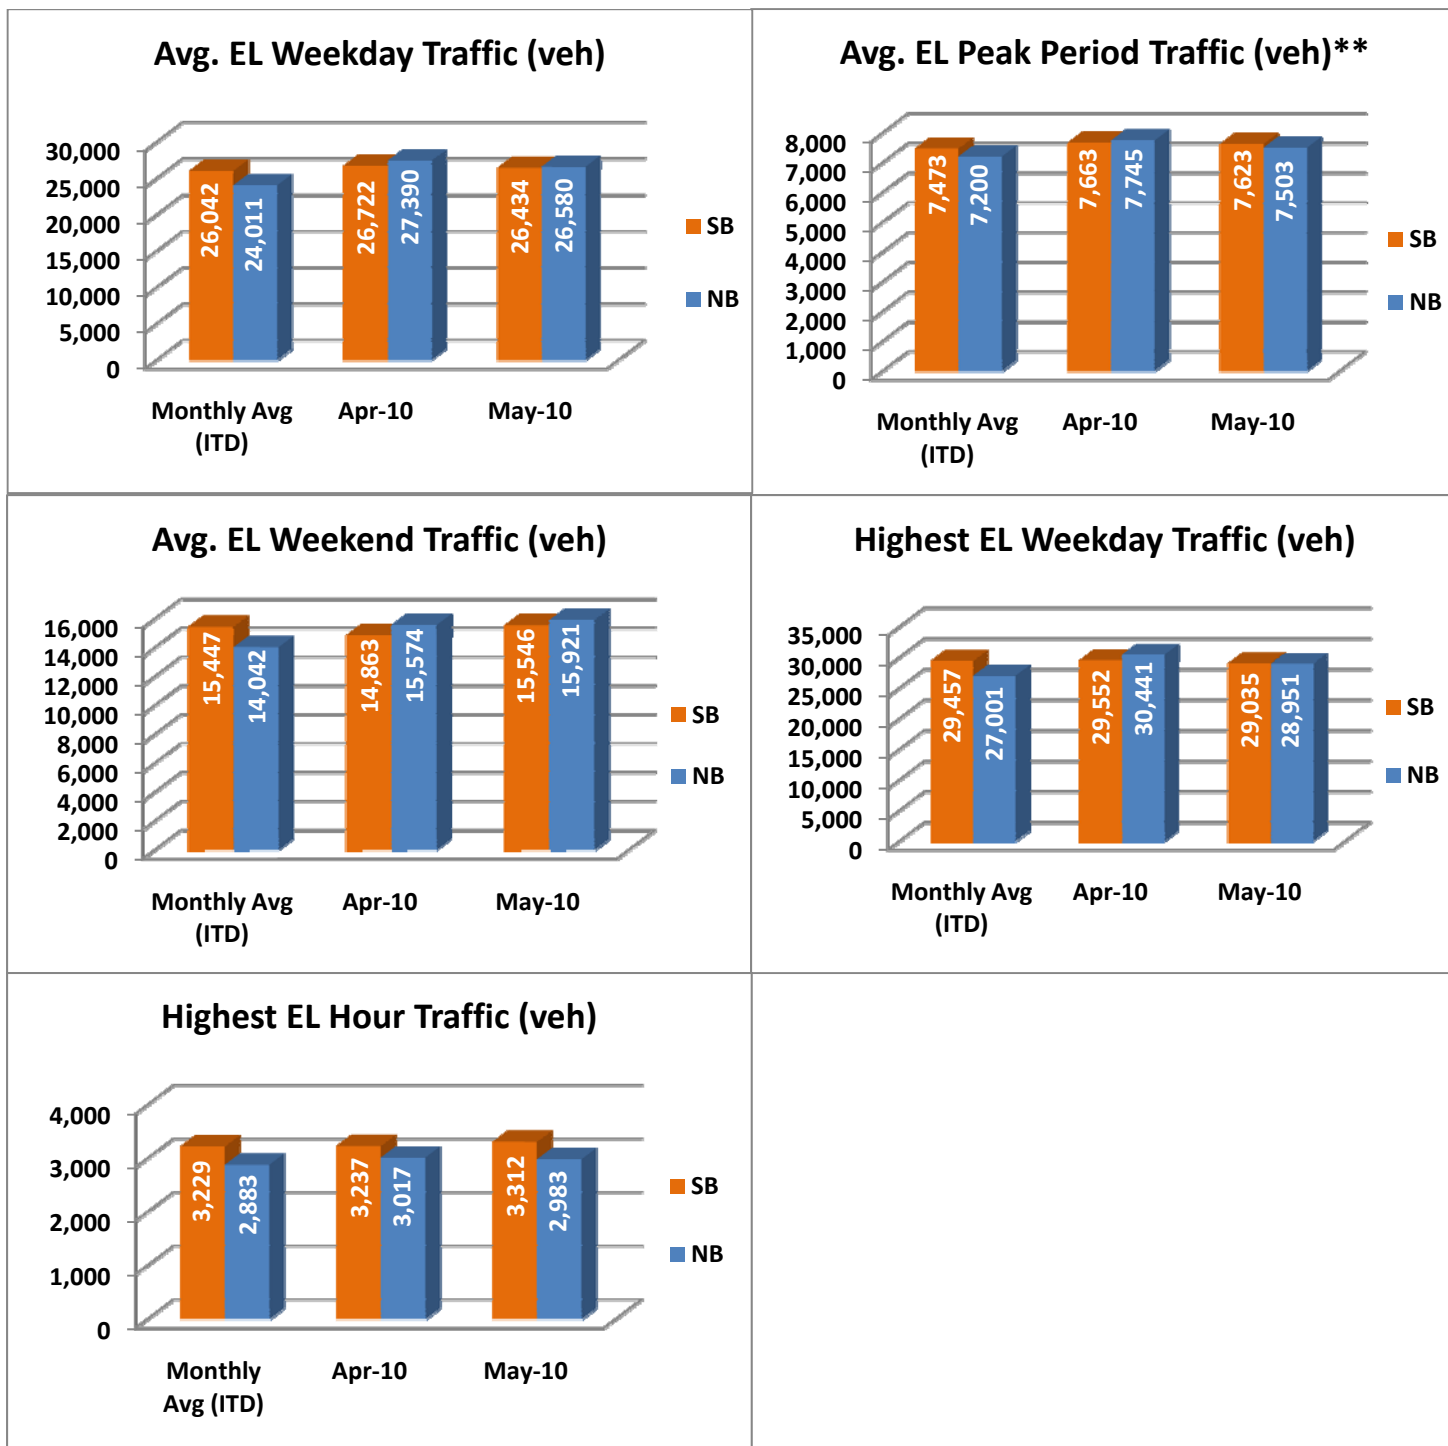 Avg. EL Weekday Traffic (veh)
30,000
25,000
20,000
15,000
10,000
5,000
0
26,042
24,011
26,722
27,390
26,434
26,580
SB
NB
Monthly Avg
(ITD)
Apr-10
May-10
Avg. EL Peak Period Traffic (veh)**
8,000
7,000
6,000
5,000
4,000
3,000
2,000
1,000
0
7,473
7,200
7,663
7,745
7,623
7,503
SB
NB
Monthly Avg
(ITD)
Apr-10
May-10
Avg. EL Weekend Traffic (veh)
16,000
14,000
12,000
10,000
8,000
6,000
4,000
2,000
0
15,447
14,042
14,863
15,574
15,546
15,921
SB
NB
Monthly Avg
(ITD)
Apr-10
May-10
Highest EL Weekday Traffic (veh)
35,000
30,000
25,000
20,000
15,000
10,000
5,000
0
29,457
27,001
29,552
30,441
29,035
28,951
SB
NB
Monthly Avg
(ITD)
Apr-10
May-10
Highest EL Hour Traffic (veh)
4,000
3,000
2,000
1,000
0
3,229
2,883
3,237
3,017
3,312
2,983
SB
NB
Monthly
Avg (ITD)
Apr-10
May-10